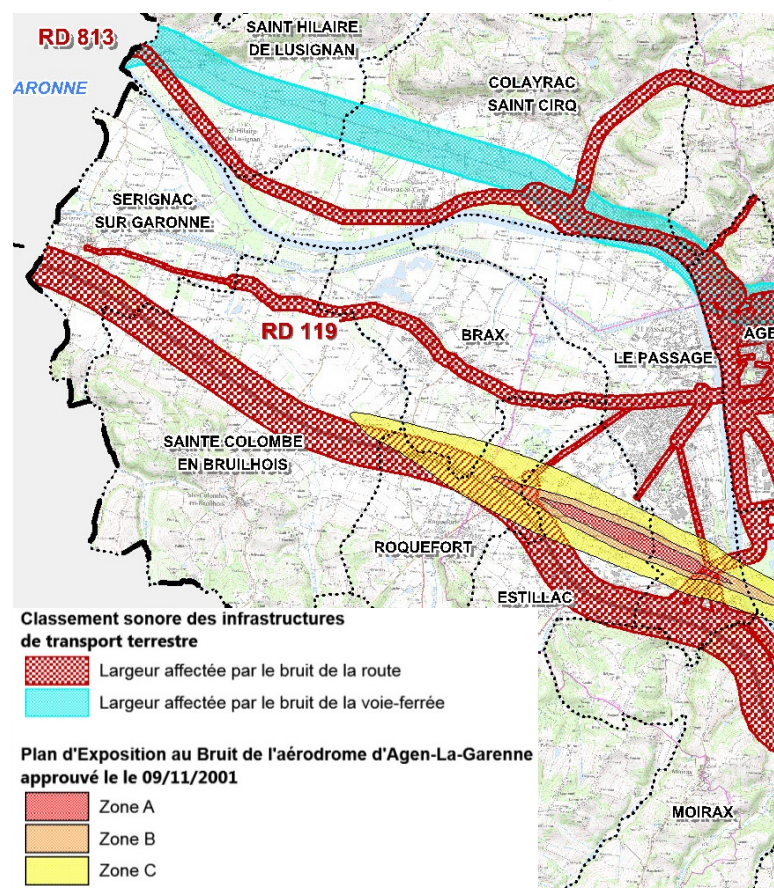 RD 813
SAINT HILAIRE
DE LUSIGNAN
ARONNE
COLAYRAC
SAINT CIRQ
SERIGNAC
SUR GARONNE
RD 119
BRAX
AGE
LE PASSAGE
SAINTE COLOMBE
EN BRUILHOIS
ROQUEFORT
ESTILLAC
MOIRAX
Classement sonore des infrastructures
de transport terrestre
Largeur affectée par le bruit de la route
Largeur affectée par le bruit de la voie-ferrée
Plan d'Exposition au Bruit de l'aérodrome d'Agen-La-Garenne
approuvé le le 09/11/2001
Zone A
Zone B
Zone C